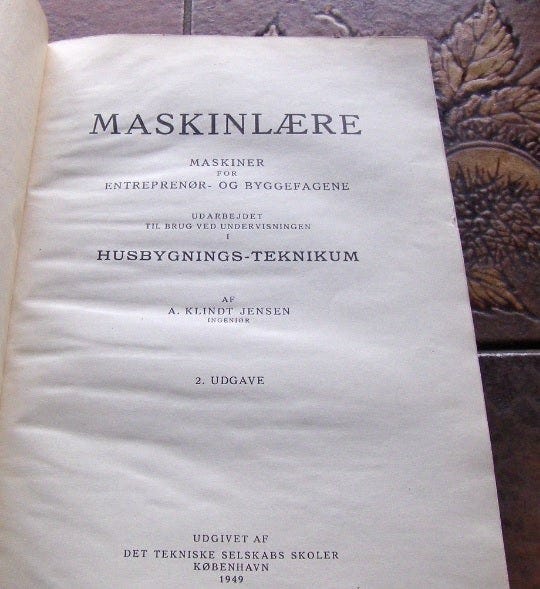 MASKINLÆRE
MASKINER
FOR
ENTREPRENØR- OG BYGGEFAGENE
UDARBEJDET
TIL BRUG VED UNDERVISNINGEN
I
HUSBYGNINGS-TEKNIKUM
AF
A. KLINDT JENSEN
INGENIØR
2. UDGAVE
UDGIVET AF
DET TEKNISKE SELSKABS SKOLER
KØBENHAVN
1949